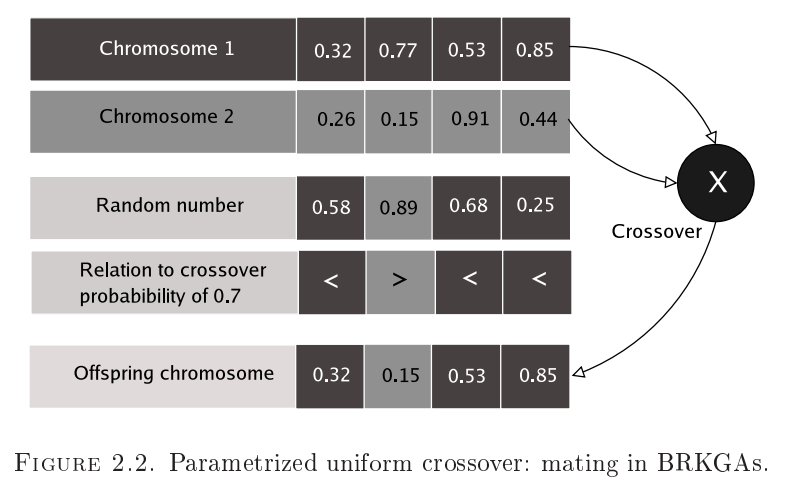 Chromosome 1 0.32 0.77 0.53 0.85
Chromosome 2 0.26 0.15 0.91 0.44
X
Random number 0.58 0.89 0.68 0.25
Crossover
Relation to crossover
probabibility of 0.7 < > < <
Offspring chromosome 0.32 0.15 0.53 0.85
FIGURE 2.2. Parametrized uniform crossover: mating in BRKGAs.